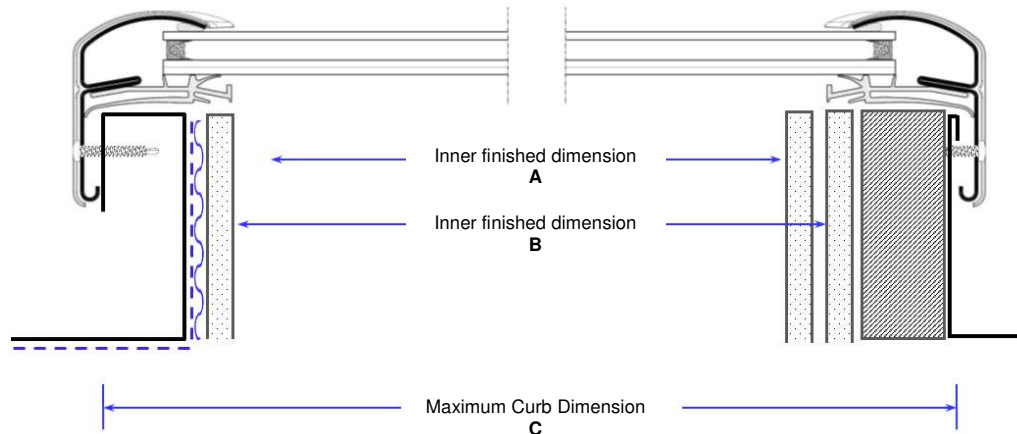 Inner finished dimension
A
Inner finished dimension
B
Maximum Curb Dimension
C